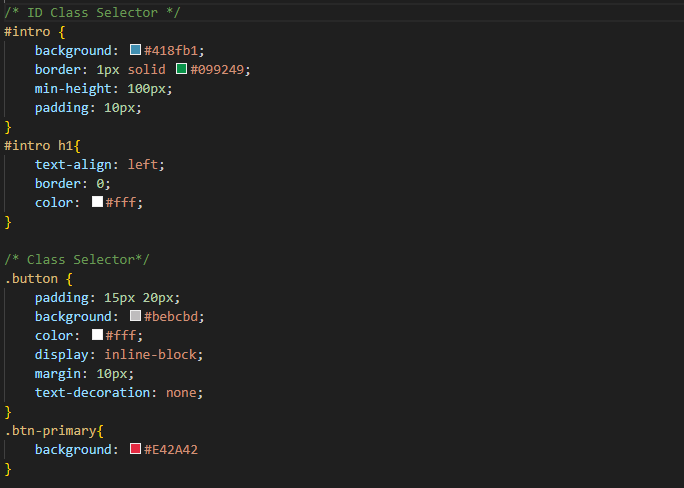 /* ID Class Selector */
#intro {
    background: #418fb1;
    border: 1px solid #099249;
    min-height: 100px;
    padding: 10px;
}
#intro h1{
    text-align: left;
    border: 0;
    color: #fff;
}

/* Class Selector*/
.button {
    padding: 15px 20px;
    background: #bebcbd;
    color: #fff;
    display: inline-block;
    margin: 10px;
    text-decoration: none;
}
.btn-primary{
    background: #E42A42
}